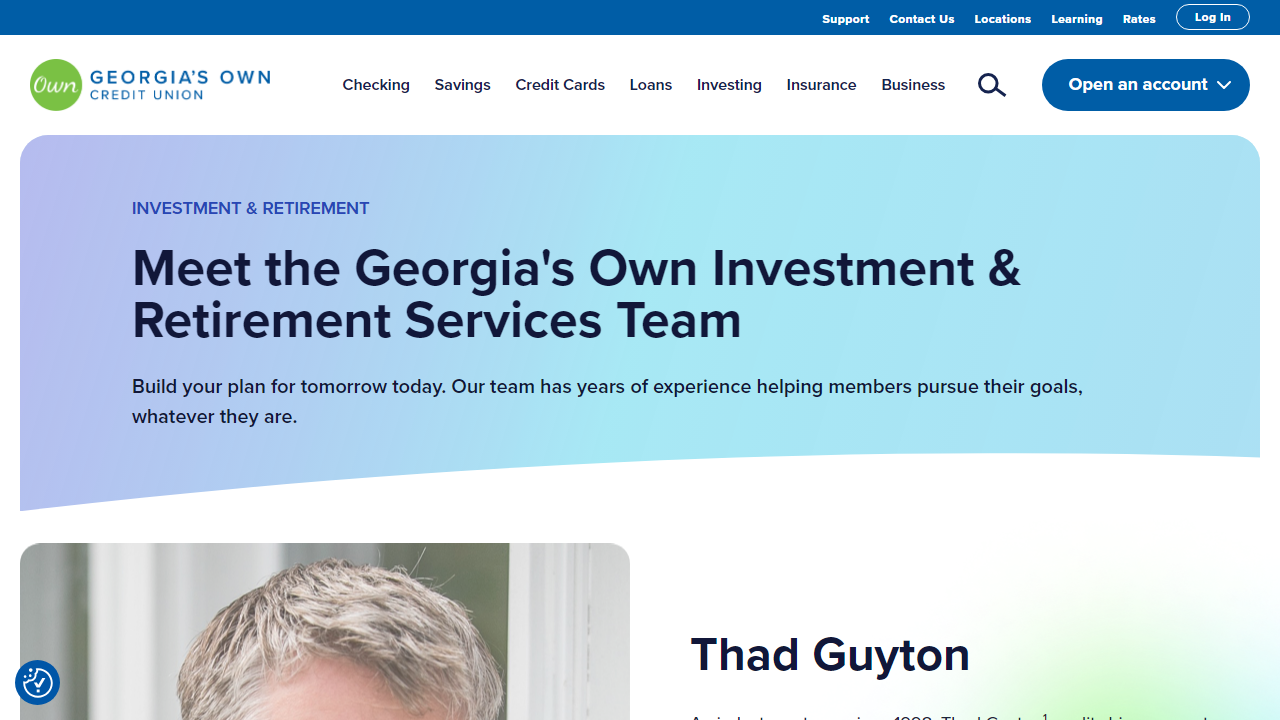 Support Contact Us Locations Learning Rates Log In
Own GEORGIA'S OWN
CREDIT UNION
Checking Savings Credit Cards Loans Investing Insurance Business Open an account
INVESTMENT & RETIREMENT
Meet the Georgia's Own Investment &
Retirement Services Team
Build your plan for tomorrow today. Our team has years of experience helping members pursue their goals,
whatever they are.
Thad Guyton